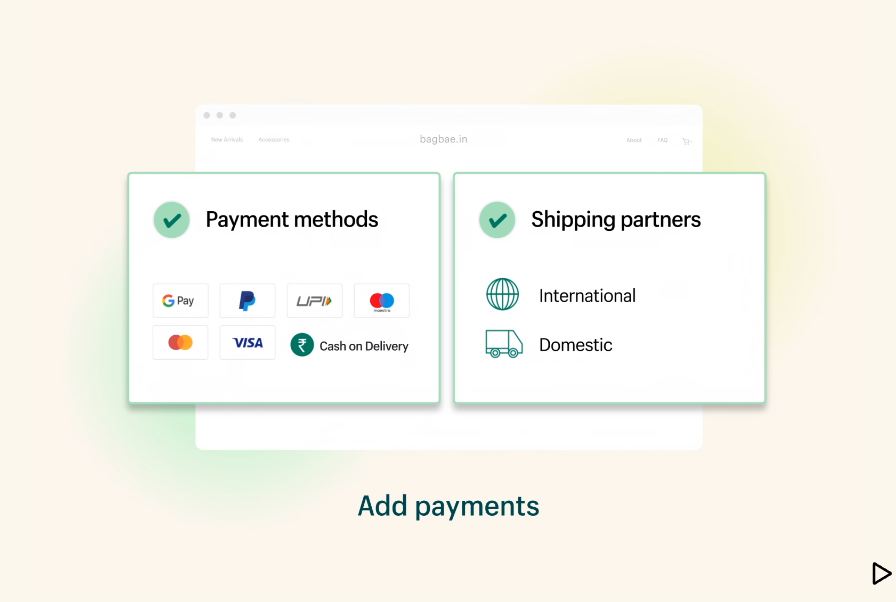 New Arrivals Accessories bagbae.in About FAQ
Payment methods
Shipping partners
G Pay UPI maestro
VISA ₹ Cash on Delivery
International
Domestic
Add payments